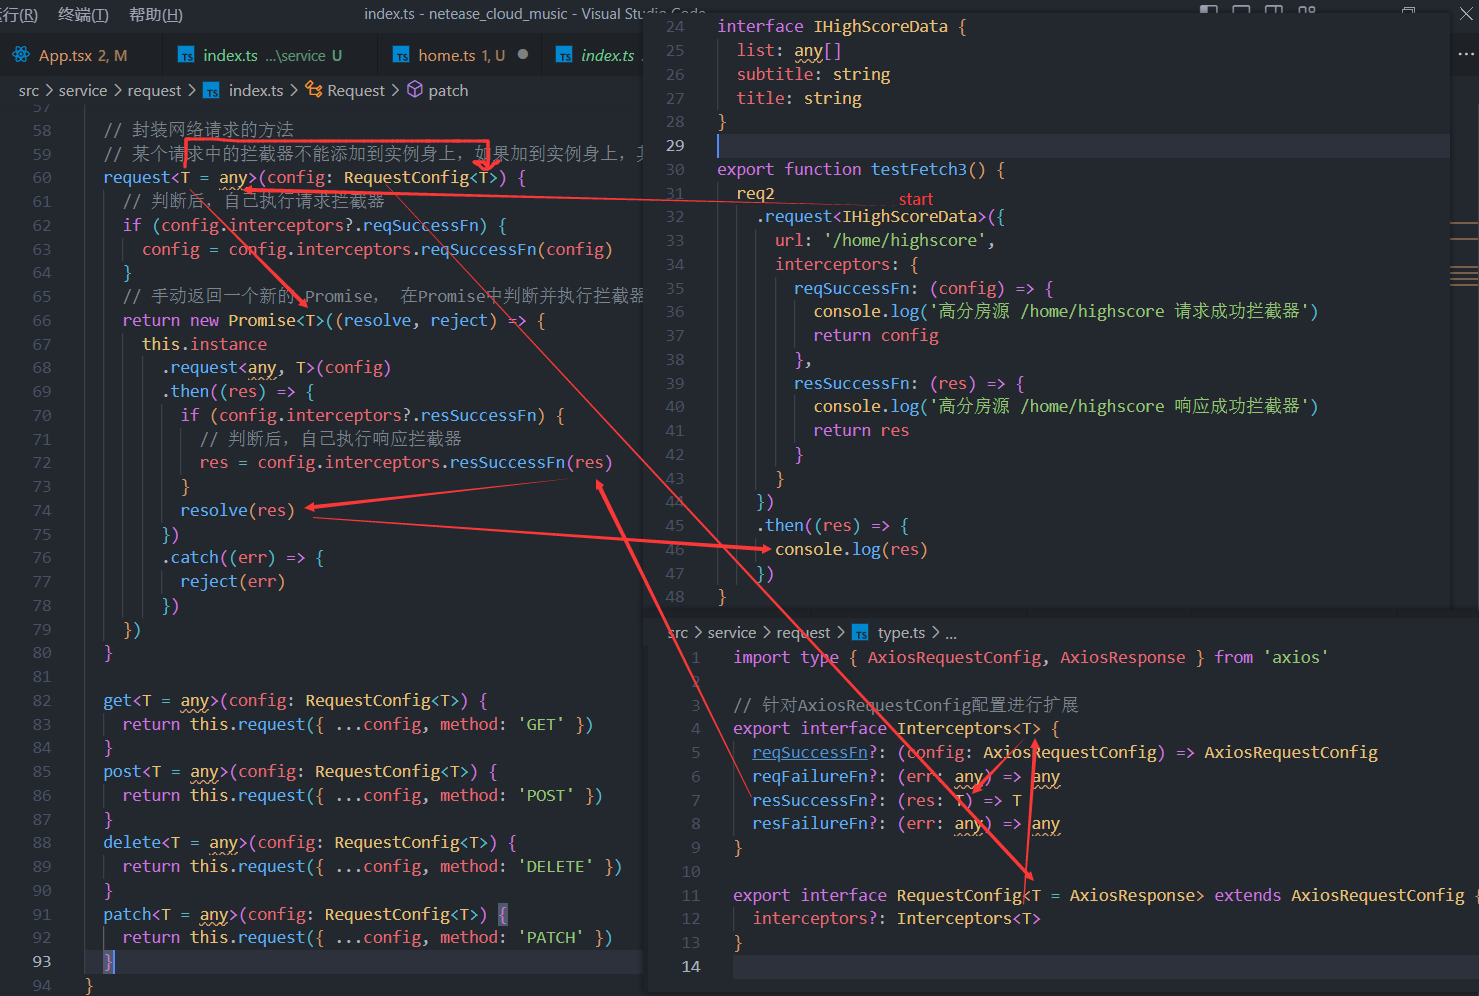 运行(R) 终端(T) 帮助(H) index.ts - netease_cloud_music - Visual Studio Code
App.tsx 2, M index.ts ...\service U home.ts 1, U index.ts
src > service > request > index.ts > Request > patch
57
58 // 封装网络请求的方法
59 // 某个请求中的拦截器不能添加到实例身上，如果加到实例身上，其
60 request<T = any>(config: RequestConfig<T>) {
61 // 判断后，自己执行请求拦截器
62 if (config.interceptors?.reqSuccessFn) {
63 config = config.interceptors.reqSuccessFn(config)
64 }
65 // 手动返回一个新的 Promise， 在Promise中判断并执行拦截器
66 return new Promise<T>((resolve, reject) => {
67 this.instance
68 .request<any, T>(config)
69 .then((res) => {
70 if (config.interceptors?.resSuccessFn) {
71 // 判断后，自己执行响应拦截器
72 res = config.interceptors.resSuccessFn(res)
73 }
74 resolve(res)
75 })
76 .catch((err) => {
77 reject(err)
78 })
79 })
80 }
81
82 get<T = any>(config: RequestConfig<T>) {
83 return this.request({ ...config, method: 'GET' })
84 }
85 post<T = any>(config: RequestConfig<T>) {
86 return this.request({ ...config, method: 'POST' })
87 }
88 delete<T = any>(config: RequestConfig<T>) {
89 return this.request({ ...config, method: 'DELETE' })
90 }
91 patch<T = any>(config: RequestConfig<T>) {
92 return this.request({ ...config, method: 'PATCH' })
93 }
94 }
24 interface IHighScoreData {
25 list: any[]
26 subtitle: string
27 title: string
28 }
29
30 export function testFetch3() {
31 req2
start
32 .request<IHighScoreData>({
33 url: '/home/highscore',
34 interceptors: {
35 reqSuccessFn: (config) => {
36 console.log('高分房源 /home/highscore 请求成功拦截器')
37 return config
38 },
39 resSuccessFn: (res) => {
40 console.log('高分房源 /home/highscore 响应成功拦截器')
41 return res
42 }
43 }
44 })
45 .then((res) => {
46 console.log(res)
47 })
48 }
src > service > request > type.ts > ...
1 import type { AxiosRequestConfig, AxiosResponse } from 'axios'
2
3 // 针对AxiosRequestConfig配置进行扩展
4 export interface Interceptors<T> {
5 reqSuccessFn?: (config: AxiosRequestConfig) => AxiosRequestConfig
6 reqFailureFn?: (err: any) => any
7 resSuccessFn?: (res: T) => T
8 resFailureFn?: (err: any) => any
9 }
10
11 export interface RequestConfig<T = AxiosResponse> extends AxiosRequestConfig {
12 interceptors?: Interceptors<T>
13 }
14